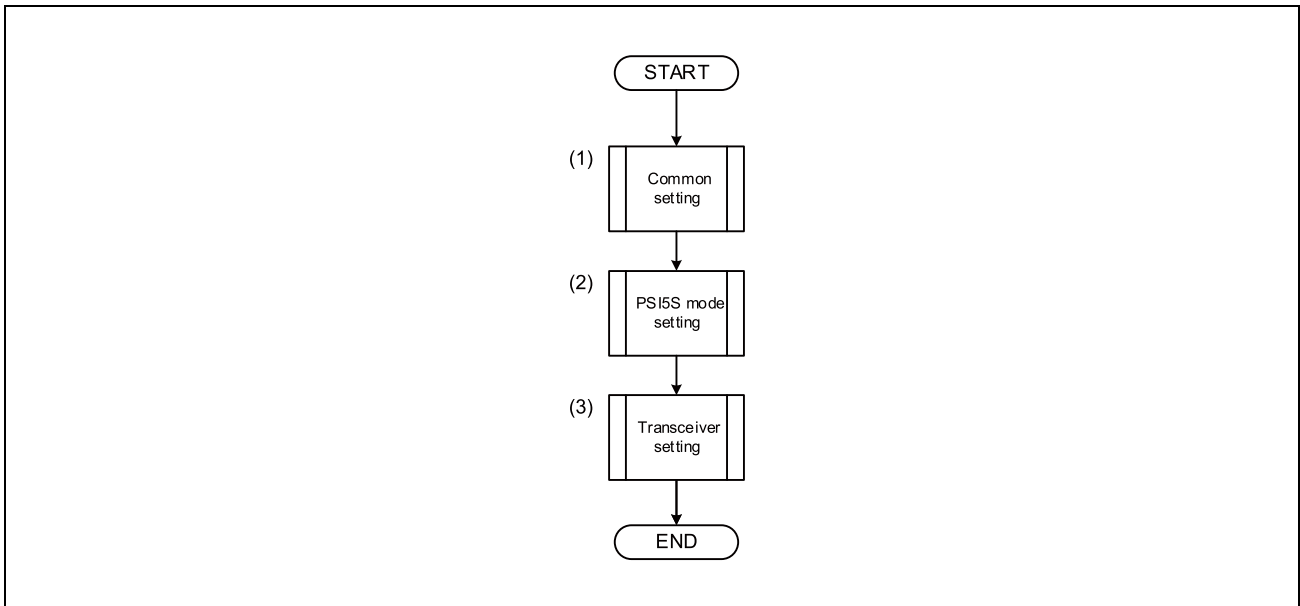 START
(1)
Common
setting
(2)
PSI5S mode
setting
(3)
Transceiver
setting
END